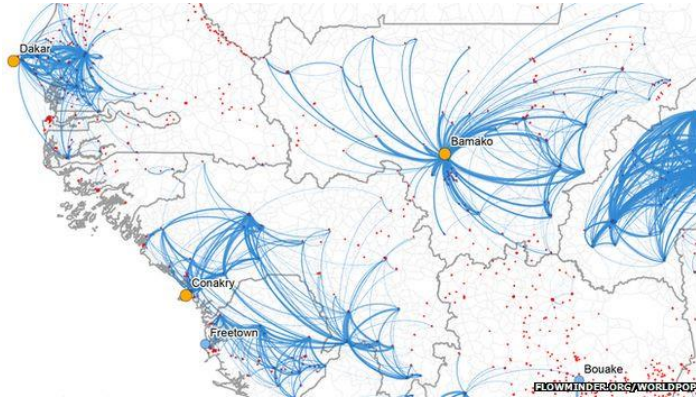 Dakar
Bamako
Conakry
Freetown
Bouake
FLOWMINDER.ORG/WORLDPOP